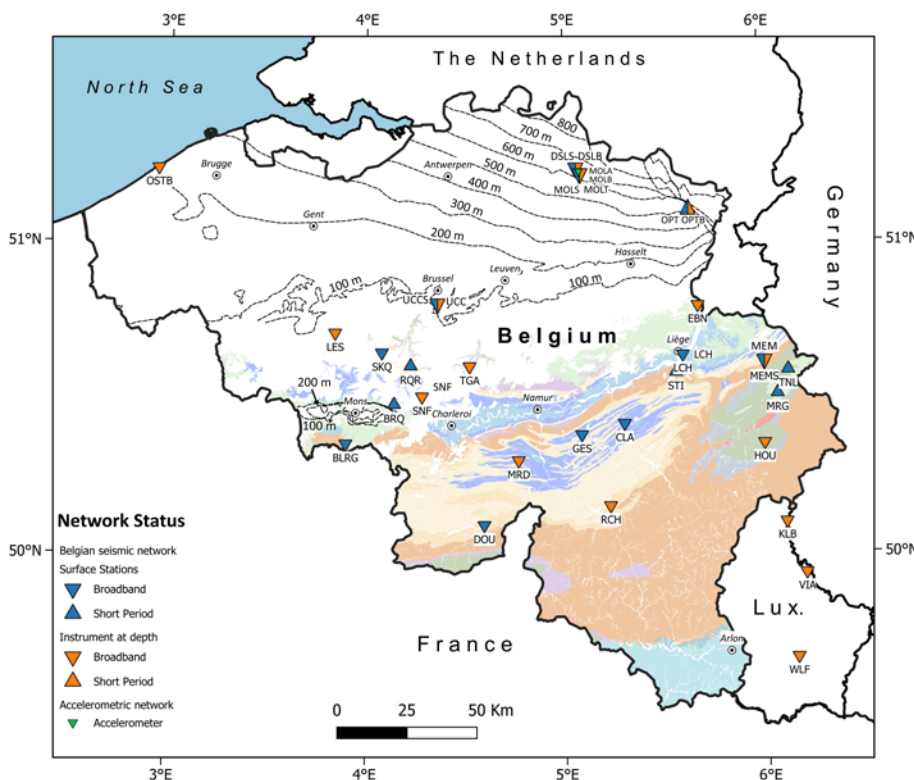 3°E
4°E
5°E
6°E
The Netherlands
North Sea
800
700 m
600 m
500 m
400 m
300 m
200 m
100 m
100 m
DSLS DSLB
MOLA
MOLB
MOLS MOLT
Brugge
Antwerpen
OSTB
OPT OPTB
Germany
Gent
51°N
51°N
Hasselt
Leuven
Brussel
UCCS
UCC
EBN
Belgium
LES
Liège
LCH
LCH
STI
MEM
MEMS
TNL
MRG
SKQ
RQR
TGA
SNF
SNF
200 m
Mons
100 m
BRQ
Charleroi
Namur
BLRG
GES
CLA
HOU
MRD
RCH
DOU
KLB
VIA
50°N
50°N
Lux.
France
Arlon
WLF
Network Status
Belgian seismic network
Surface Stations
Broadband
Short Period
Instrument at depth
Broadband
Short Period
Accelerometric network
Accelerometer
0 25 50 Km
3°E
4°E
5°E
6°E